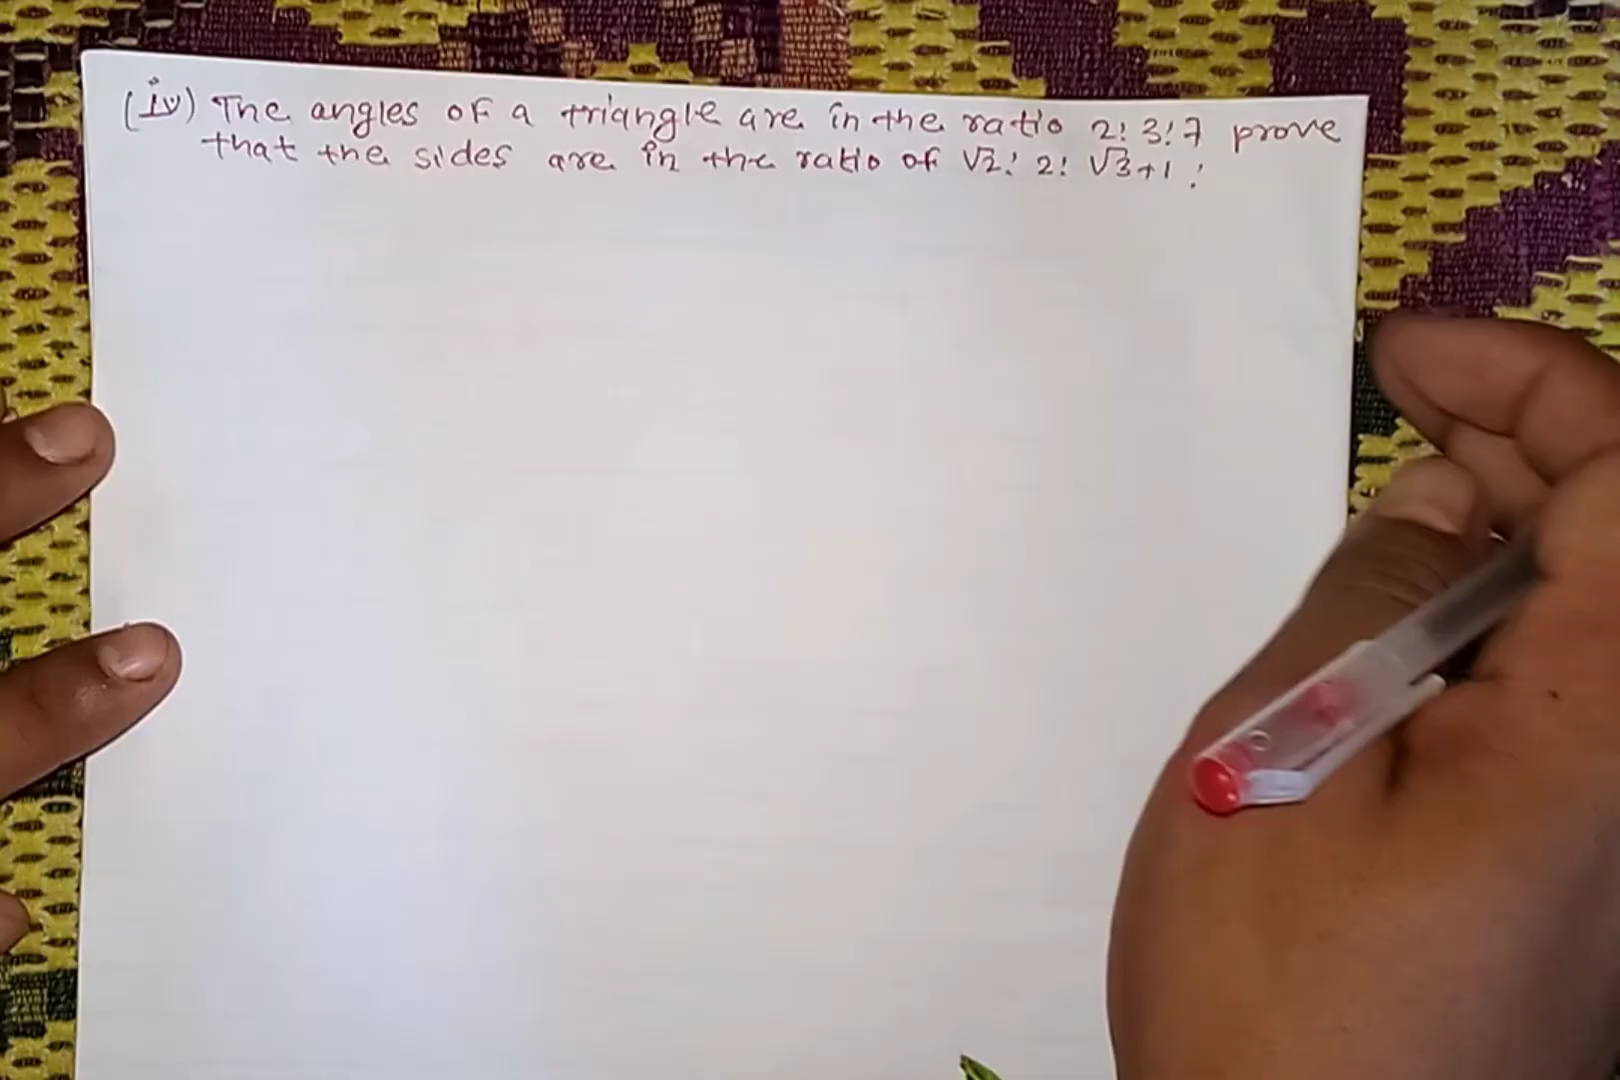 (iv) The angles of a triangle are in the ratio 2:3:7 prove
that the sides are in the ratio of √2: 2: √3+1: